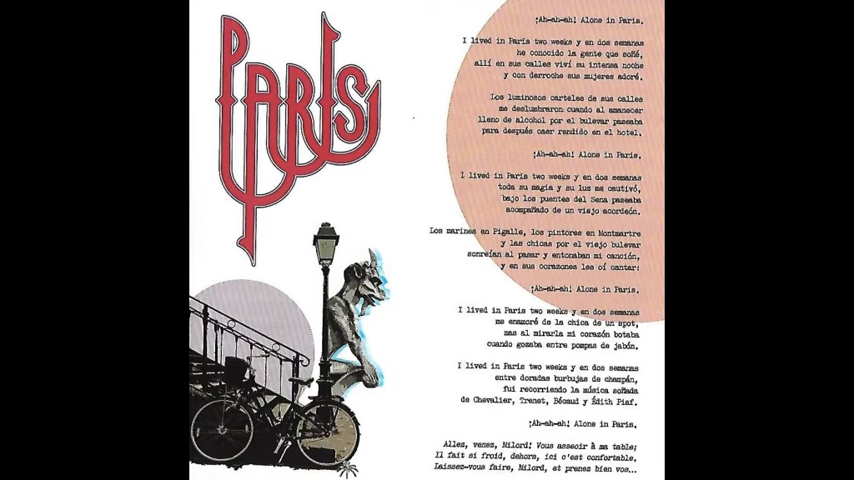 PARIS
¡Ah-ah-ah! Alone in Paris.
I lived in Paris two weeks y en dos semanas
he conocido la gente que soñé,
allí en sus calles viví su intensa noche
y con derroche sus mujeres adoré.
Los luminosos carteles de sus calles
me deslumbraron cuando al amanecer
lleno de alcohol por el bulevar paseaba
para después caer rendido en el hotel.
¡Ah-ah-ah! Alone in Paris.
I lived in Paris two weeks y en dos semanas
toda su magia y su luz me cautivó,
bajo los puentes del Sena paseaba
acompañado de un viejo acordeón.
Los marines en Pigalle, los pintores en Montmartre
y las chicas por el viejo bulevar
sonreían al pasar y entonaban mi canción,
y en sus corazones les oí cantar:
¡Ah-ah-ah! Alone in Paris.
I lived in Paris two weeks y en dos semanas
me enamoré de la chica de un spot,
mas al mirarla mi corazón botaba
cuando gozaba entre pompas de jabón.
I lived in Paris two weeks y en dos semanas
entre doradas burbujas de champán,
fui recorriendo la música soñada
de Chevalier, Trenet, Bécaud y Édith Piaf.
¡Ah-ah-ah! Alone in Paris.
Allez, venez, Milord! Vous asseoir à ma table;
Il fait si froid, dehors, ici c'est confortable.
Laissez-vous faire, Milord, et prenez bien vos...